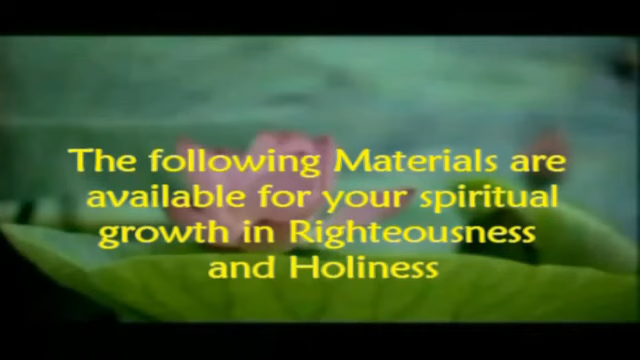 The following Materials are
available for your spiritual
growth in Righteousness
and Holiness